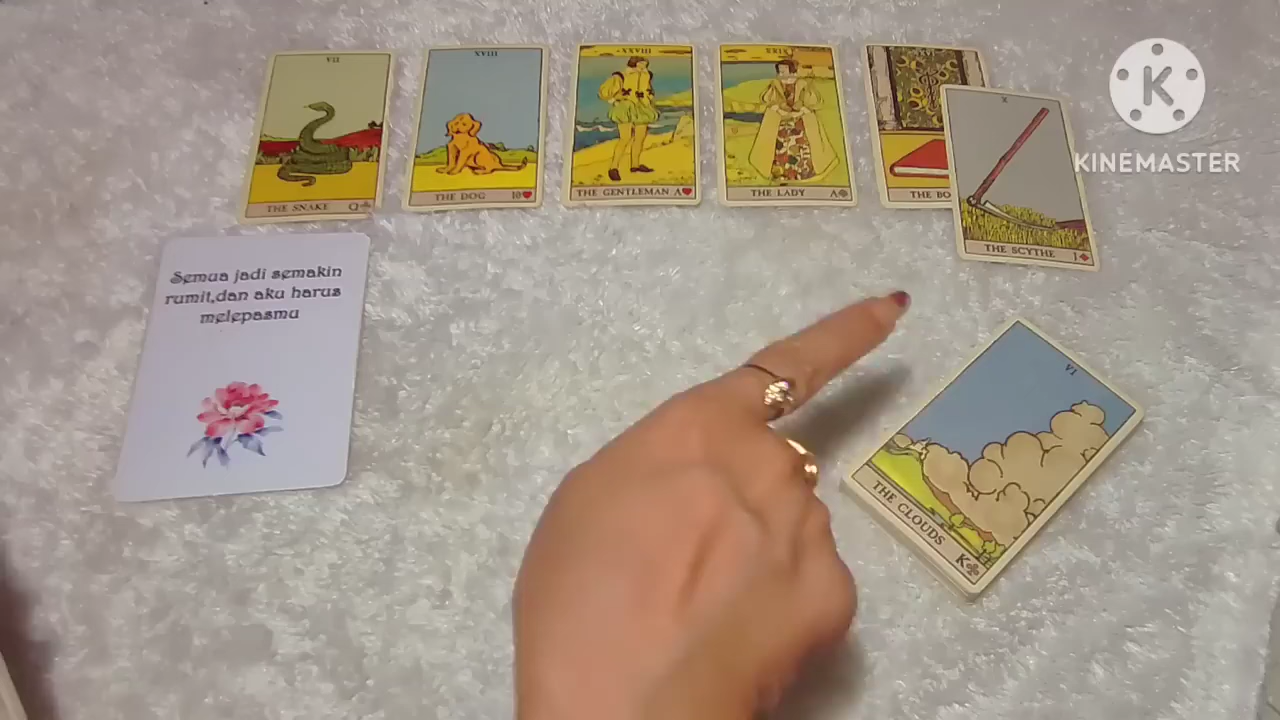 VII
THE SNAKE Q
XVIII
THE DOG 10
XXVIII
THE GENTLEMAN A
XXIX
THE LADY A
THE BO
X
THE SCYTHE 1
K
KINEMASTER
Semua jadi semakin
rumit,dan aku harus
melepasmu
VI
THE CLOUDS K